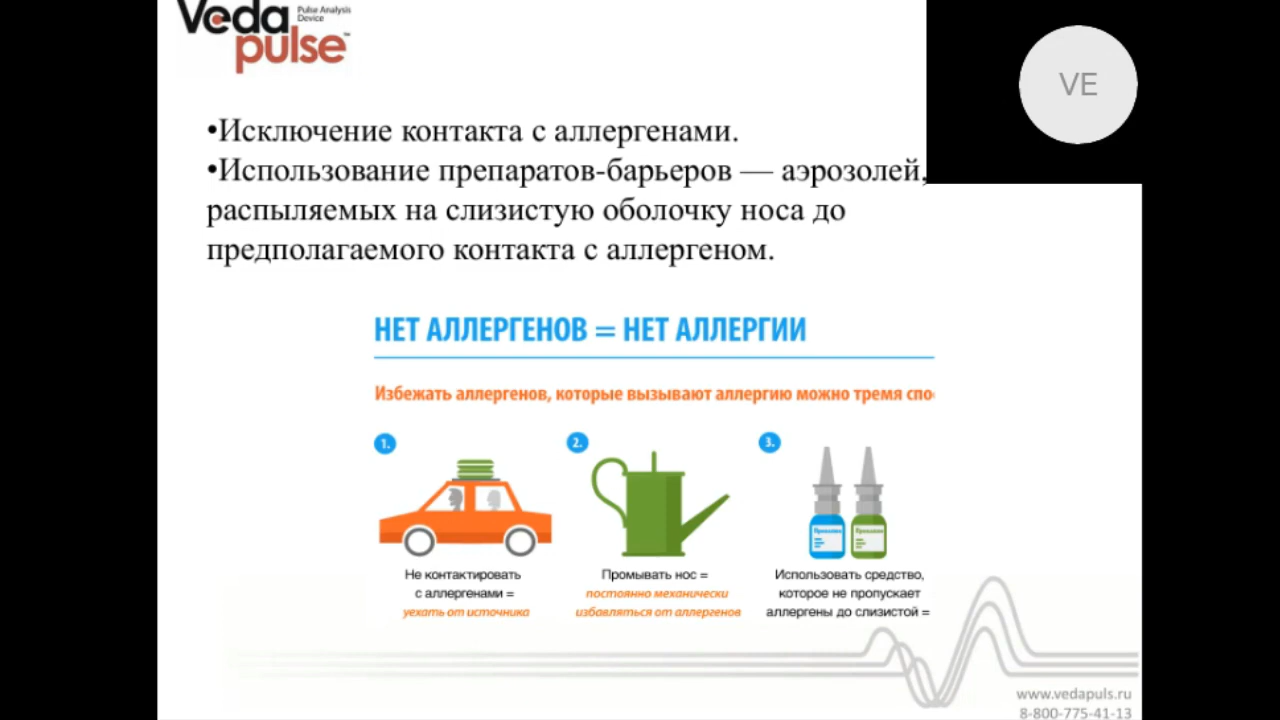 Veda
Pulse Analysis
Device
pulse™
VE
•Исключение контакта с аллергенами.
•Использование препаратов-барьеров — аэрозолей,
распыляемых на слизистую оболочку носа до
предполагаемого контакта с аллергеном.
НЕТ АЛЛЕРГЕНОВ = НЕТ АЛЛЕРГИИ
Избежать аллергенов, которые вызывают аллергию можно тремя спо
1.
2.
3.
Не контактировать
с аллергенами =
уехать от источника
Промывать нос =
постоянно механически
избавляться от аллергенов
Использовать средство,
которое не пропускает
аллергены до слизистой =
www.vedapuls.ru
8-800-775-41-13